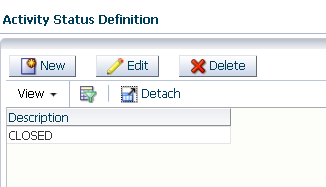 Activity Status Definition
New Edit Delete
View Detach
Description
CLOSED